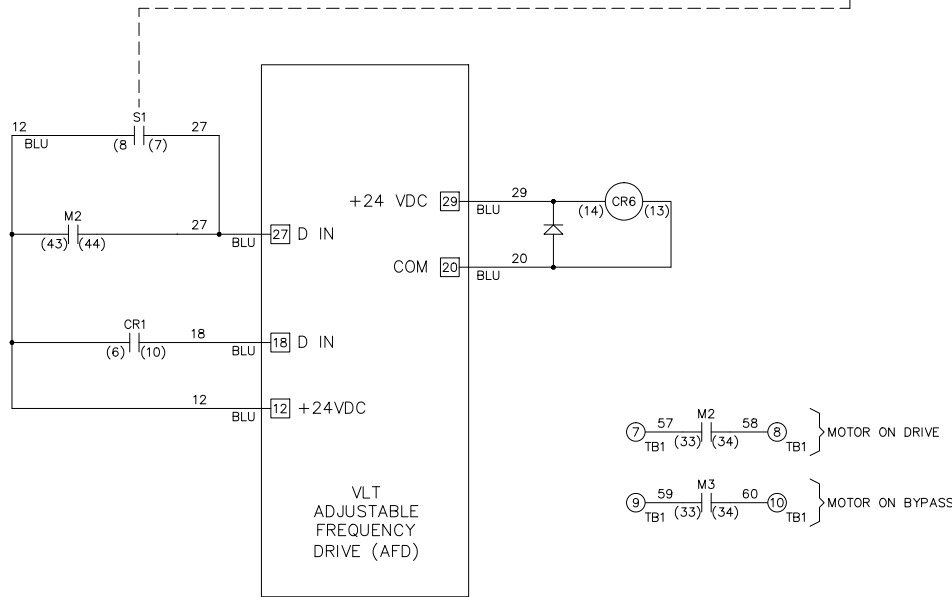 S1
12 27
BLU (8 (7)
M2
27
(43) (44) BLU 27 D IN
+24 VDC 29 29 BLU (14) CR6 (13)
COM 20 20 BLU
CR1
18
(6) (10) BLU 18 D IN
12
BLU 12 +24VDC
VLT
ADJUSTABLE
FREQUENCY
DRIVE (AFD)
M2
7 57 58 8 MOTOR ON DRIVE
TB1 (33) (34) TB1
M3
9 59 60 10 MOTOR ON BYPASS
TB1 (33) (34) TB1